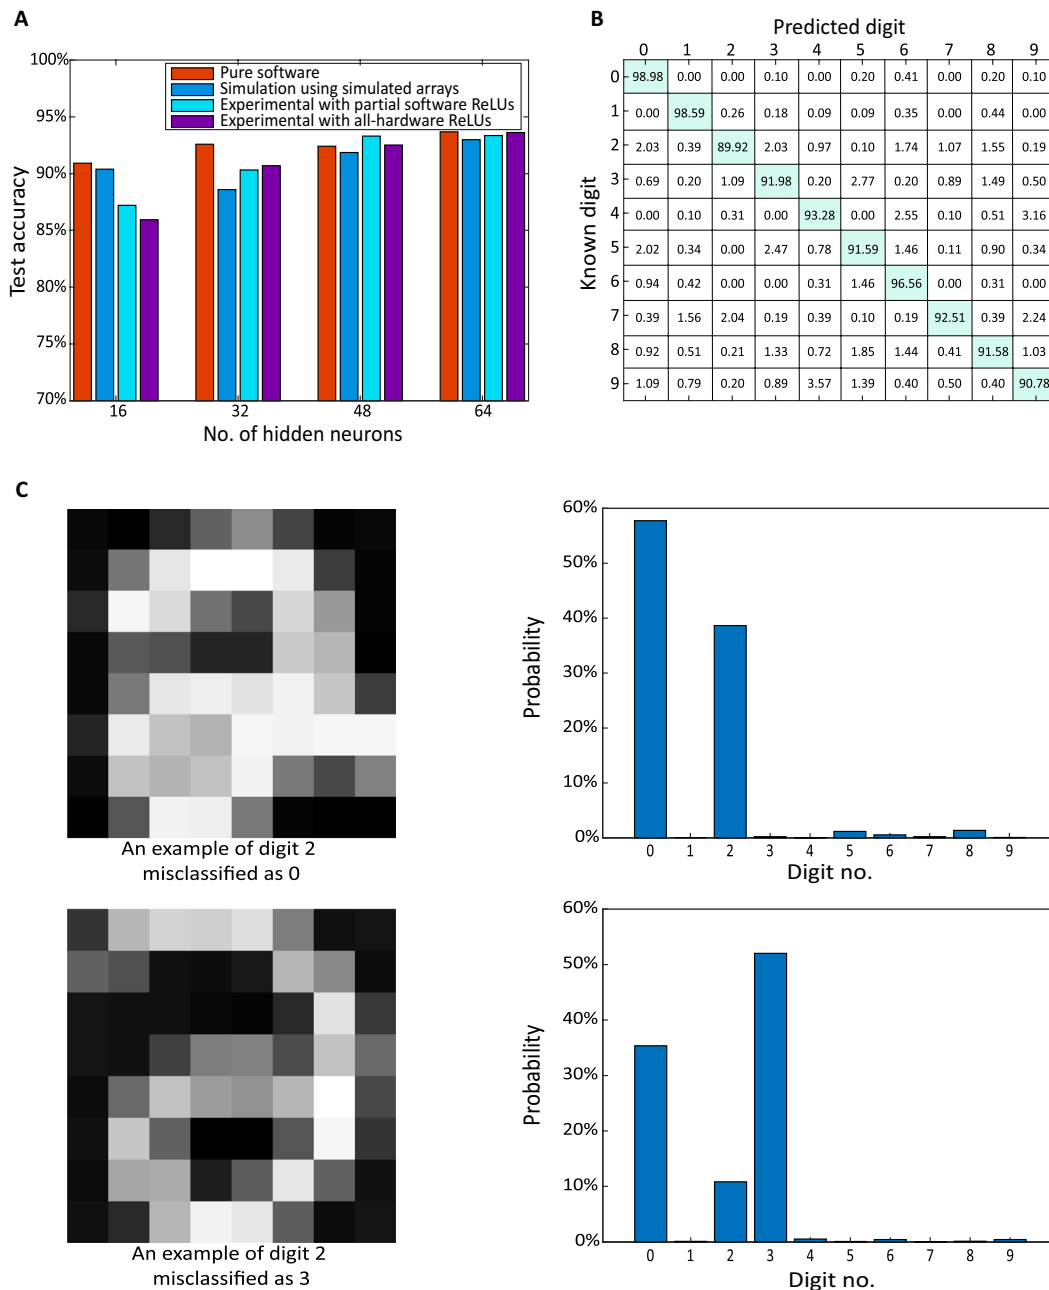 A
100%
95%
90%
85%
80%
75%
70%
Test accuracy
Pure software
Simulation using simulated arrays
Experimental with partial software ReLUs
Experimental with all-hardware ReLUs
16 32 48 64
No. of hidden neurons
B
Predicted digit
0 1 2 3 4 5 6 7 8 9
Known digit
0 98.98 0.00 0.00 0.10 0.00 0.20 0.41 0.00 0.20 0.10
1 0.00 98.59 0.26 0.18 0.09 0.09 0.35 0.00 0.44 0.00
2 2.03 0.39 89.92 2.03 0.97 0.10 1.74 1.07 1.55 0.19
3 0.69 0.20 1.09 91.98 0.20 2.77 0.20 0.89 1.49 0.50
4 0.00 0.10 0.31 0.00 93.28 0.00 2.55 0.10 0.51 3.16
5 2.02 0.34 0.00 2.47 0.78 91.59 1.46 0.11 0.90 0.34
6 0.94 0.42 0.00 0.00 0.31 1.46 96.56 0.00 0.31 0.00
7 0.39 1.56 2.04 0.19 0.39 0.10 0.19 92.51 0.39 2.24
8 0.92 0.51 0.21 1.33 0.72 1.85 1.44 0.41 91.58 1.03
9 1.09 0.79 0.20 0.89 3.57 1.39 0.40 0.50 0.40 90.78
C
An example of digit 2
misclassified as 0
60%
50%
40%
30%
20%
10%
0%
Probability
0 1 2 3 4 5 6 7 8 9
Digit no.
An example of digit 2
misclassified as 3
60%
50%
40%
30%
20%
10%
0%
Probability
0 1 2 3 4 5 6 7 8 9
Digit no.